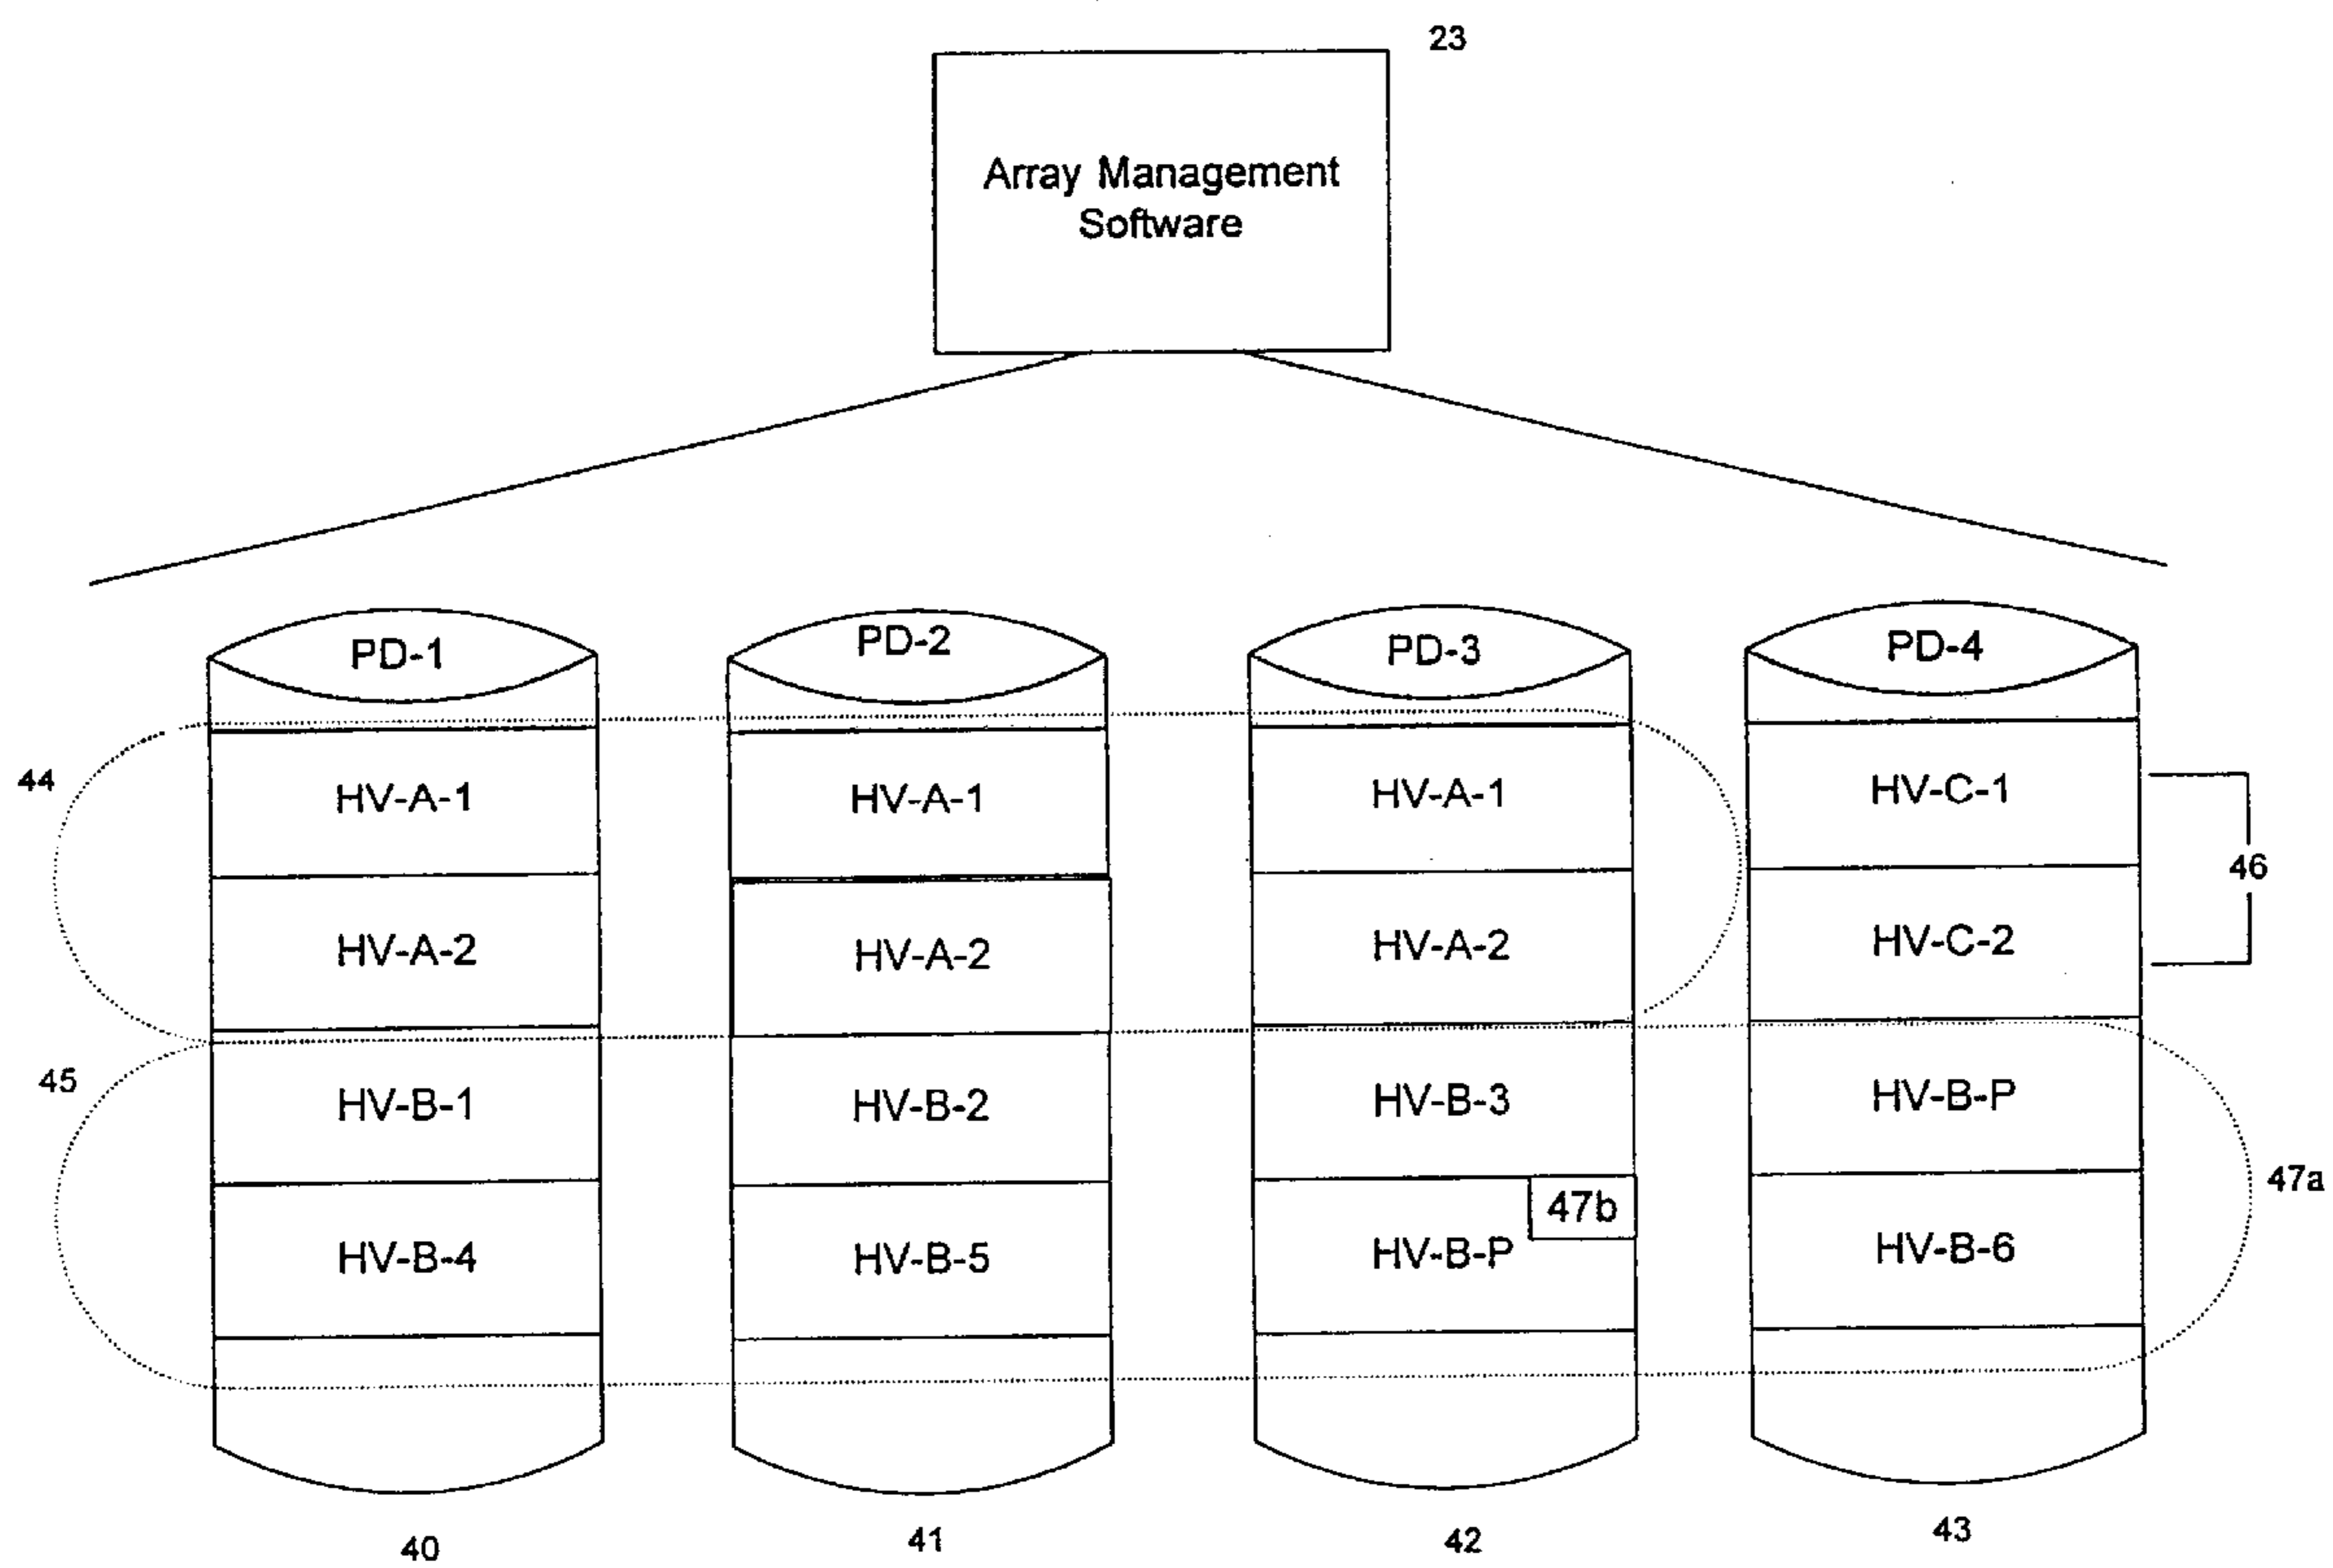 23
Array Management
Software
PD-1
PD-2
PD-3
PD-4
44
HV-A-1
HV-A-1
HV-A-1
HV-C-1
46
HV-A-2
HV-A-2
HV-A-2
HV-C-2
45
HV-B-1
HV-B-2
HV-B-3
HV-B-P
47a
47b
HV-B-4
HV-B-5
HV-B-P
HV-B-6
40
41
42
43